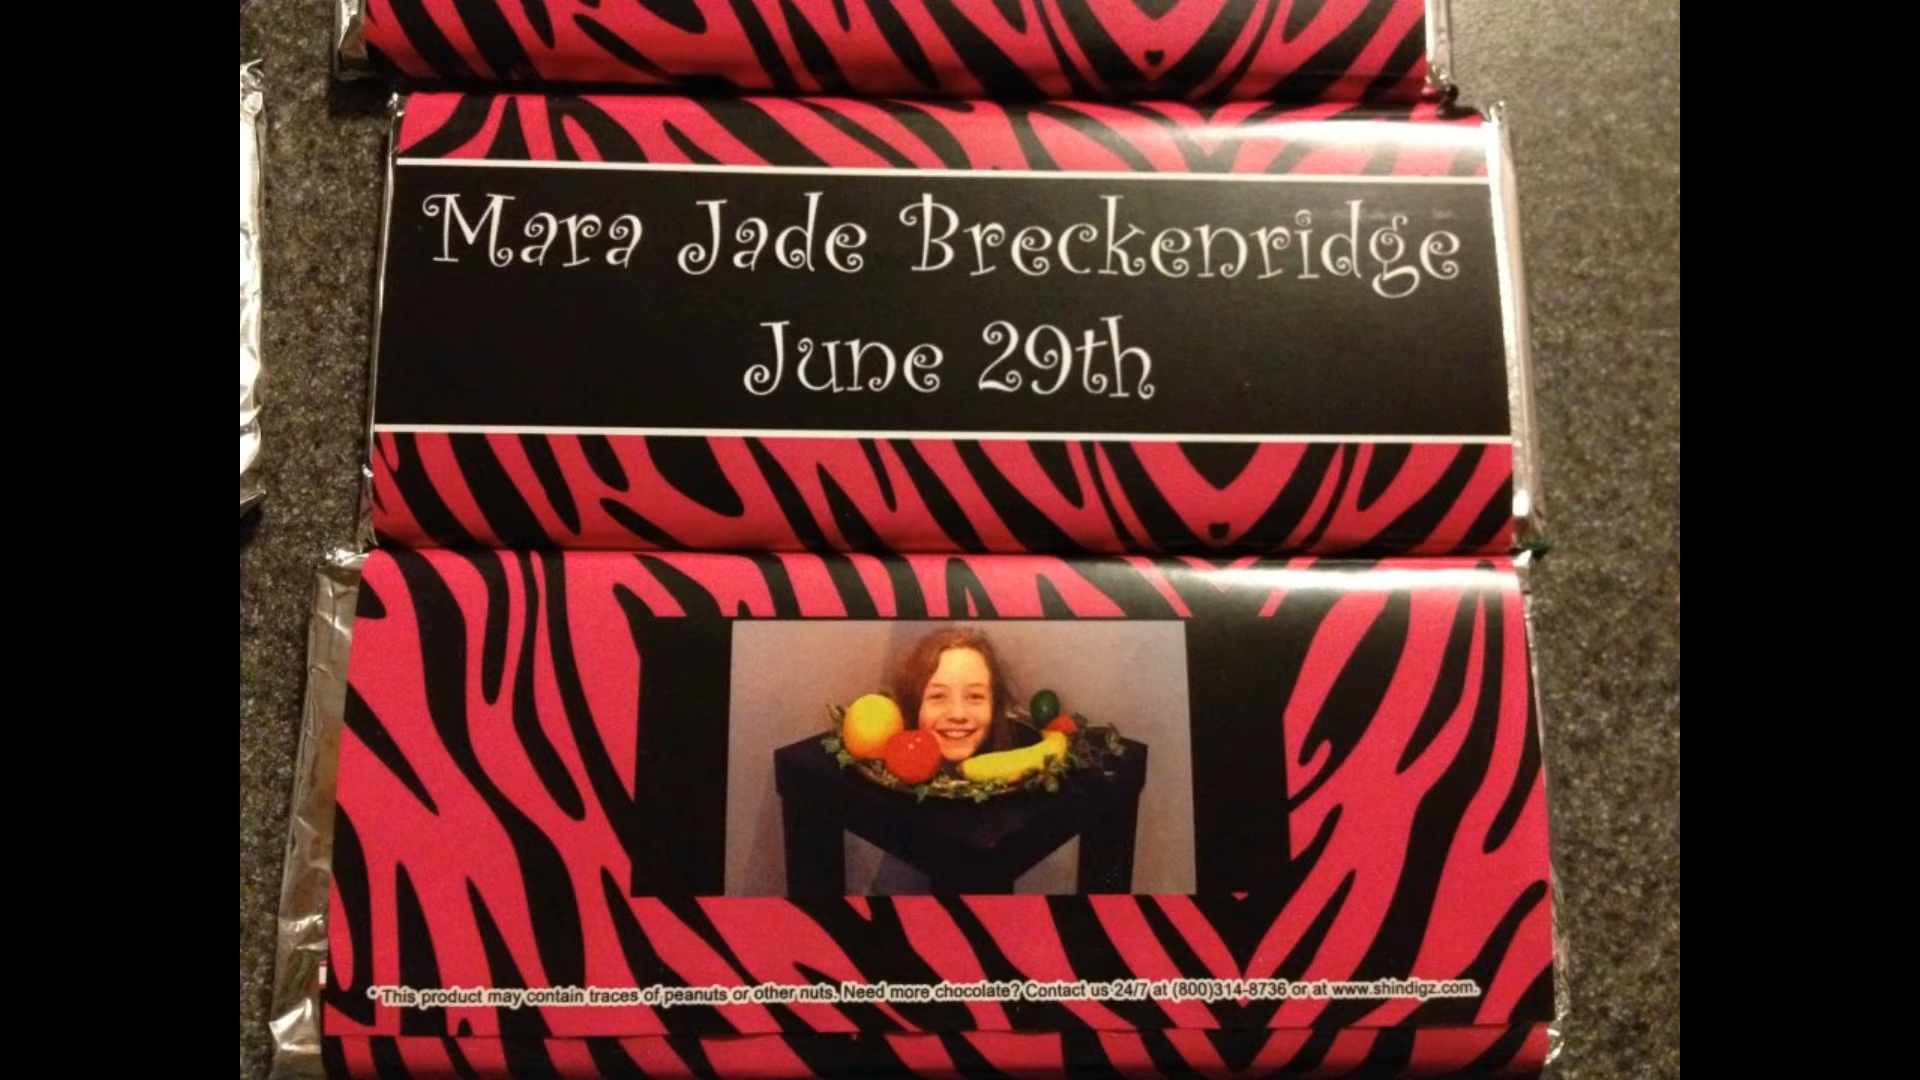 Mara Jade Breckenridge
June 29th
* This product may contain traces of peanuts or other nuts. Need more chocolate? Contact us 24/7 at (800)314-8736 or at www.shindigz.com.